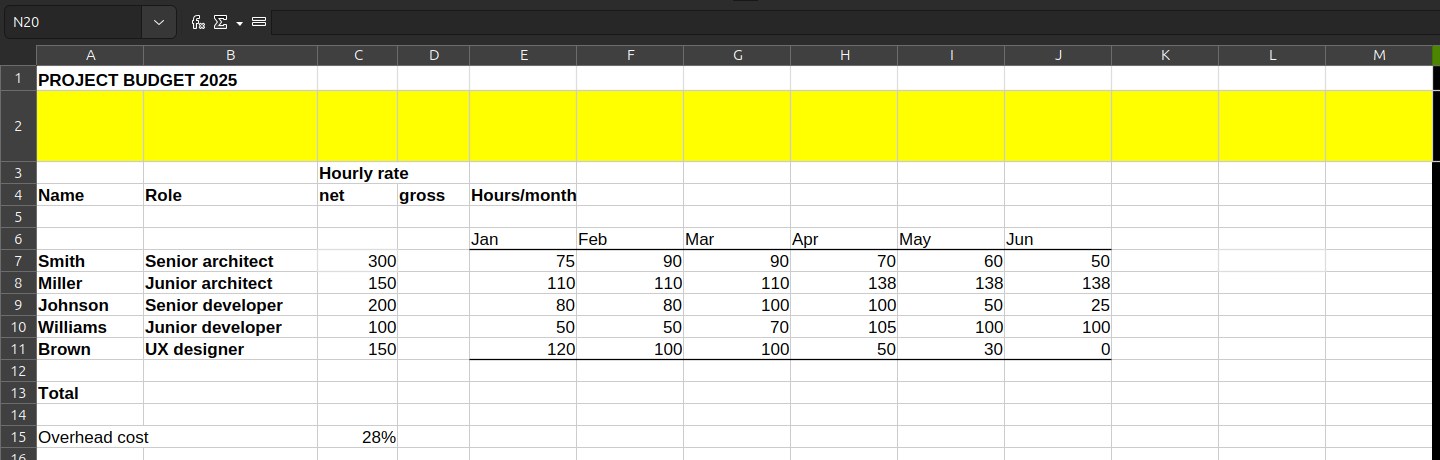 N20 fx Σ =
A B C D E F G H I J K L M
1 PROJECT BUDGET 2025
2
3 Hourly rate
4 Name Role net gross Hours/month
5
6 Jan Feb Mar Apr May Jun
7 Smith Senior architect 300 75 90 90 70 60 50
8 Miller Junior architect 150 110 110 110 138 138 138
9 Johnson Senior developer 200 80 80 100 100 50 25
10 Williams Junior developer 100 50 50 70 105 100 100
11 Brown UX designer 150 120 100 100 50 30 0
12
13 Total
14
15 Overhead cost 28%
16